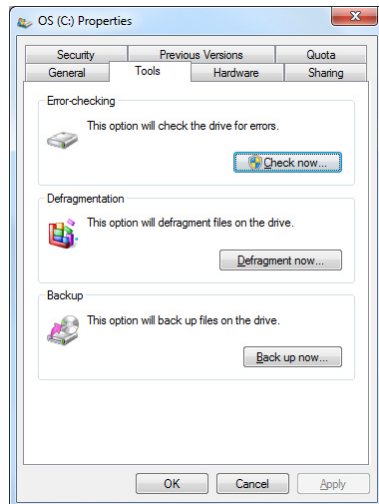 OS (C:) Properties
Security Previous Versions Quota
General Tools Hardware Sharing
Error-checking
This option will check the drive for errors.
Check now...
Defragmentation
This option will defragment files on the drive.
Defragment now...
Backup
This option will back up files on the drive.
Back up now...
OK Cancel Apply